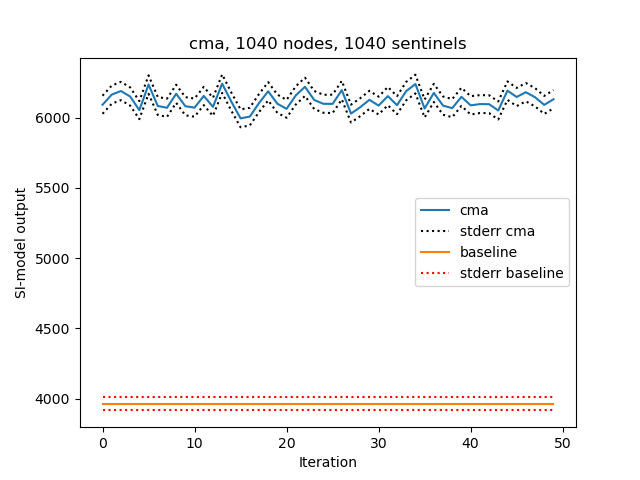 cma, 1040 nodes, 1040 sentinels
SI-model output
6000
5500
5000
4500
4000
cma
stderr cma
baseline
stderr baseline
0
10
20
30
40
50
Iteration